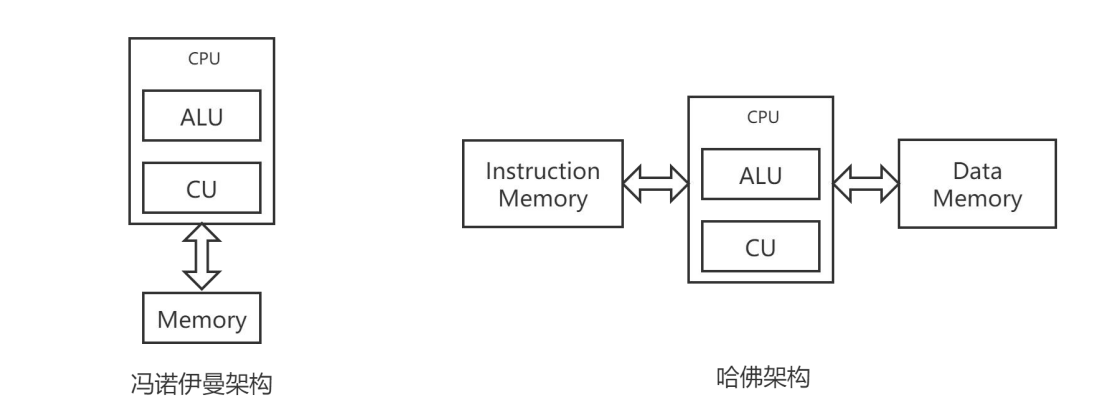 CPU
ALU
CU
Memory
冯诺伊曼架构
Instruction
Memory
CPU
ALU
CU
Data
Memory
哈佛架构